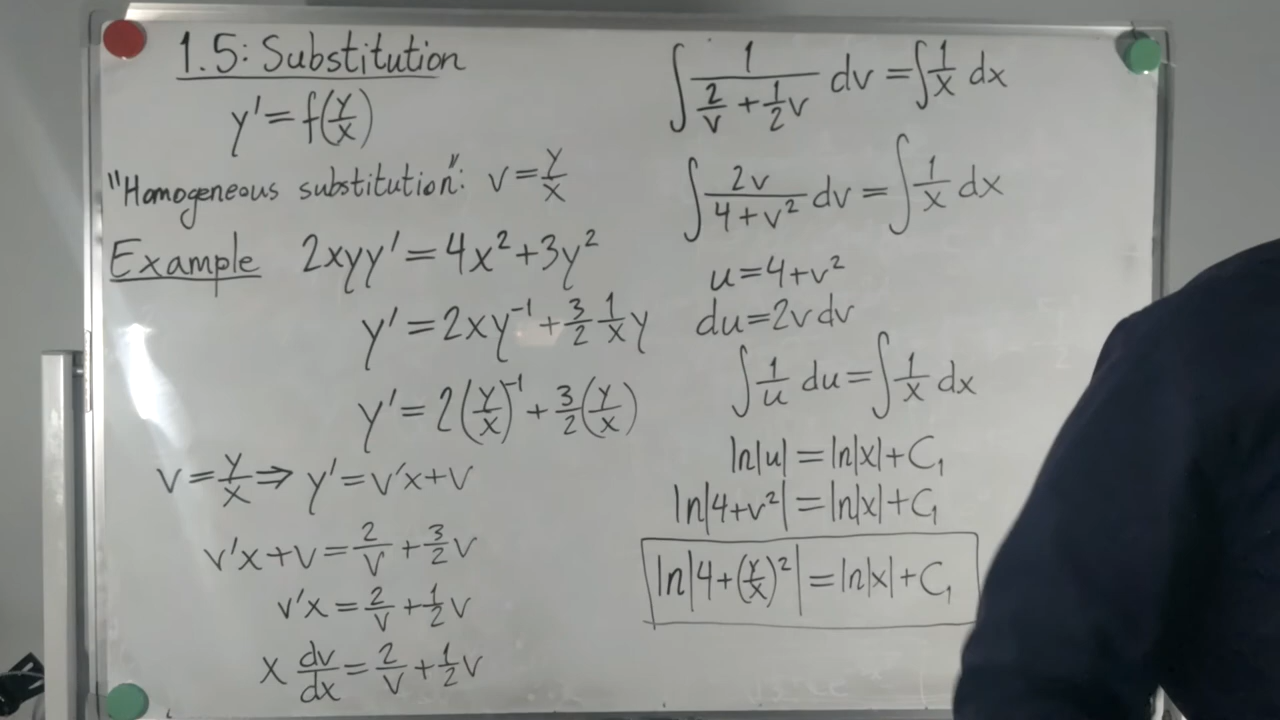 1.5: Substitution
y' = f(y/x)
"Homogeneous substitution": v = y/x
Example 2xyy' = 4x² + 3y²
y' = 2xy⁻¹ + 3/2 1/x y
y' = 2(y/x)⁻¹ + 3/2(y/x)
v = y/x ⇒ y' = v'x + v
v'x + v = 2/v + 3/2 v
v'x = 2/v + 1/2 v
x dv/dx = 2/v + 1/2 v
∫ 1/(2/v + 1/2 v) dv = ∫ 1/x dx
∫ 2v/(4 + v²) dv = ∫ 1/x dx
u = 4 + v²
du = 2v dv
∫ 1/u du = ∫ 1/x dx
ln|u| = ln|x| + C₁
ln|4 + v²| = ln|x| + C₁
ln|4 + (y/x)²| = ln|x| + C₁